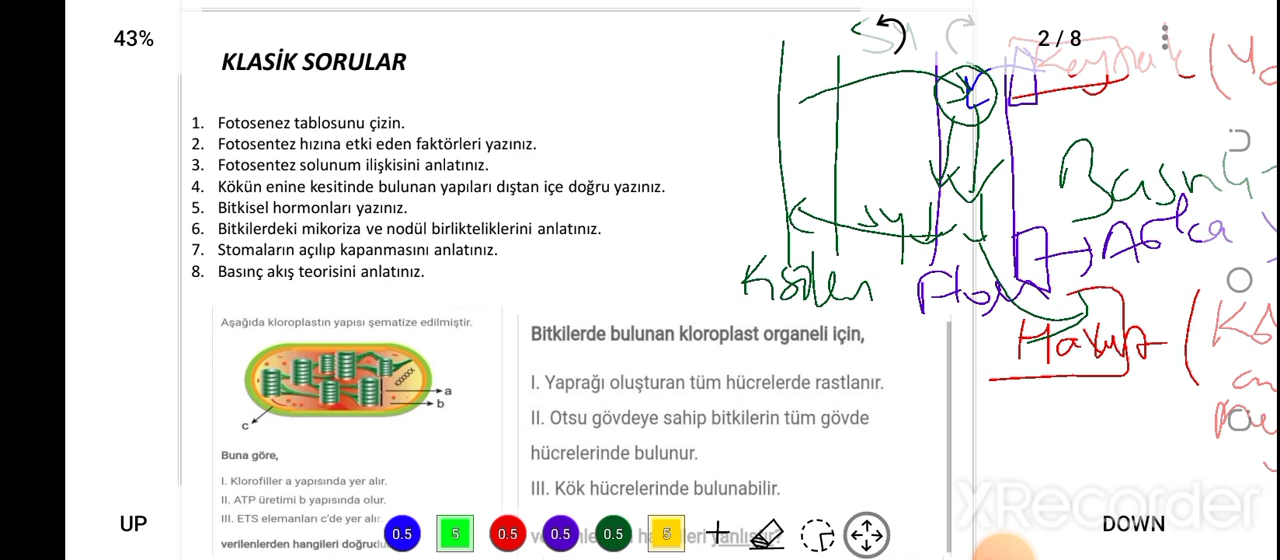 43%
2 / 8
KLASİK SORULAR
1. Fotosenez tablosunu çizin.
2. Fotosentez hızına etki eden faktörleri yazınız.
3. Fotosentez solunum ilişkisini anlatınız.
4. Kökün enine kesitinde bulunan yapıları dıştan içe doğru yazınız.
5. Bitkisel hormonları yazınız.
6. Bitkilerdeki mikoriza ve nodül birlikteliklerini anlatınız.
7. Stomaların açılıp kapanmasını anlatınız.
8. Basınç akış teorisini anlatınız.
Kaynak (
Basınç
Arka
Ksilem
Floem
Havuz (
Aşağıda kloroplastın yapısı şematize edilmiştir.
a
b
c
Buna göre,
I. Klorofiller a yapısında yer alır.
II. ATP üretimi b yapısında olur.
III. ETS elemanları c'de yer alır
verilenlerden hangileri doğrudu
Bitkilerde bulunan kloroplast organeli için,
I. Yaprağı oluşturan tüm hücrelerde rastlanır.
II. Otsu gövdeye sahip bitkilerin tüm gövde
hücrelerinde bulunur.
III. Kök hücrelerinde bulunabilir.
yanlıştır?
UP
0.5
5
0.5
0.5
0.5
5
DOWN
XRecorder